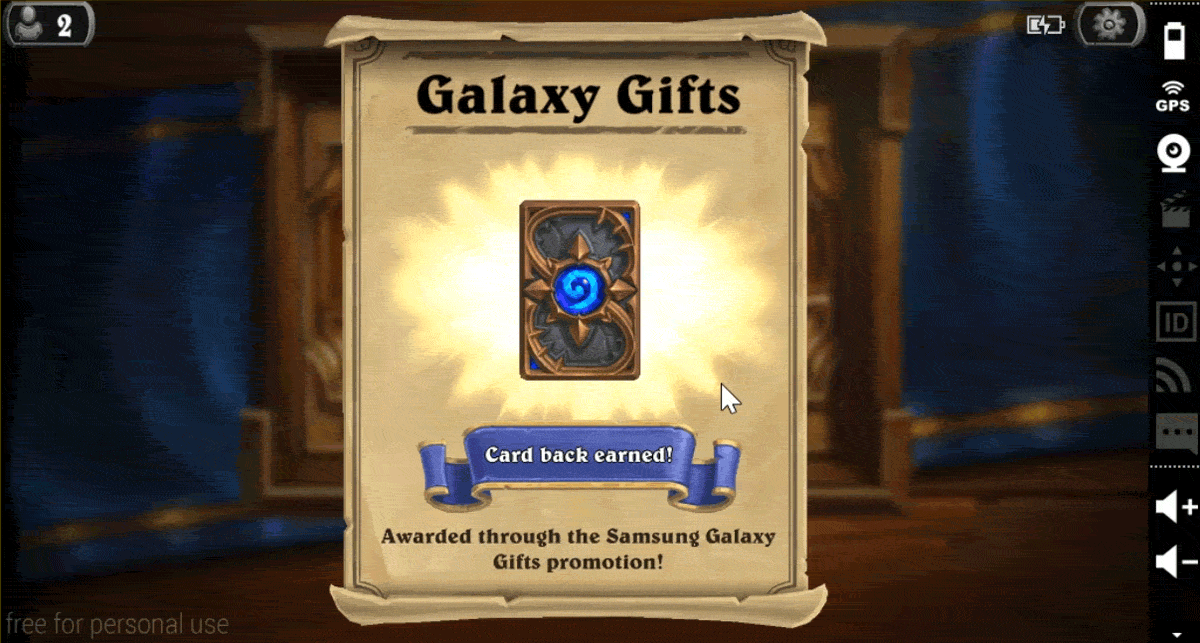 2
Galaxy Gifts
GPS
ID
Card back earned!
Awarded through the Samsung Galaxy
Gifts promotion!
free for personal use